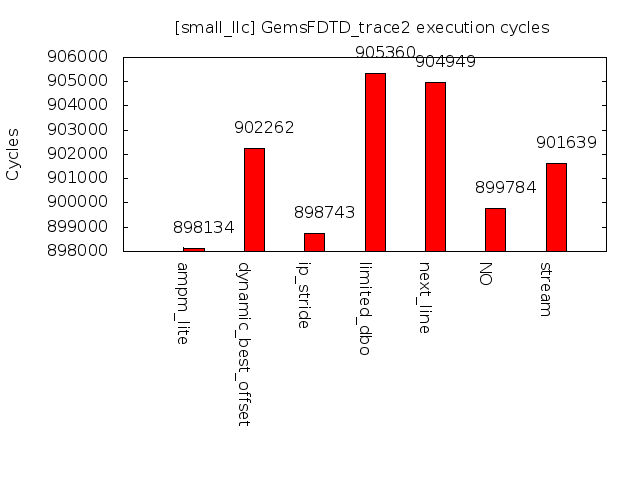 [small_llc] GemsFDTD_trace2 execution cycles
Cycles
906000
905000
904000
903000
902000
901000
900000
899000
898000
898134
902262
898743
905360
904949
899784
901639
ampm_lite
dynamic_best_offset
ip_stride
limited_dbo
next_line
NO
stream